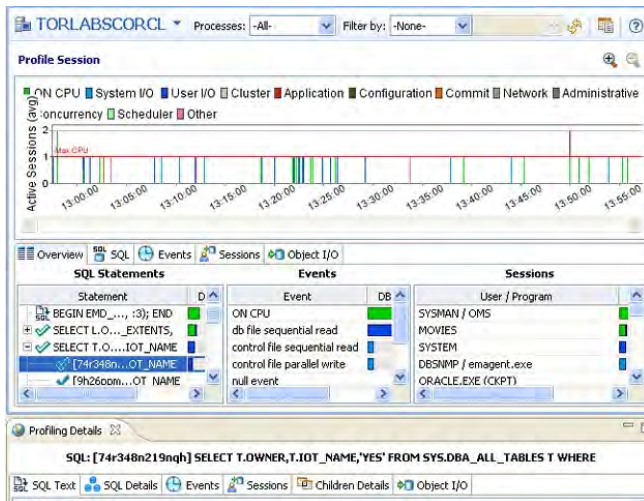 TORLABSCORCL Processes: -All- Filter by: -None-
Profile Session
ON CPU System I/O User I/O Cluster Application Configuration Commit Network Administrative
oncurrency Scheduler Other
Active Sessions (avg)
2
Max CPU
1
0
13:00:00 13:05:00 13:10:00 13:15:00 13:20:00 13:25:00 13:30:00 13:35:00 13:40:00 13:45:00 13:50:00 13:55:00
Overview SQL Events Sessions Object I/O
SQL Statements Events Sessions
Statement D Event DB User / Program
BEGIN EMD_..., :3); END ON CPU SYSMAN / OMS
SELECT L.O...._EXTENTS, db file sequential read MOVIES
SELECT T.O....IOT_NAME control file sequential read SYSTEM
[74r348n...OT_NAME control file parallel write DBSNMP / emagent.exe
[9h26ppm...OT_NAME null event ORACLE.EXE (CKPT)
Profiling Details
SQL: [74r348n219nqh] SELECT T.OWNER,T.IOT_NAME,'YES' FROM SYS.DBA_ALL_TABLES T WHERE
SQL Text SQL Details Events Sessions Children Details Object I/O